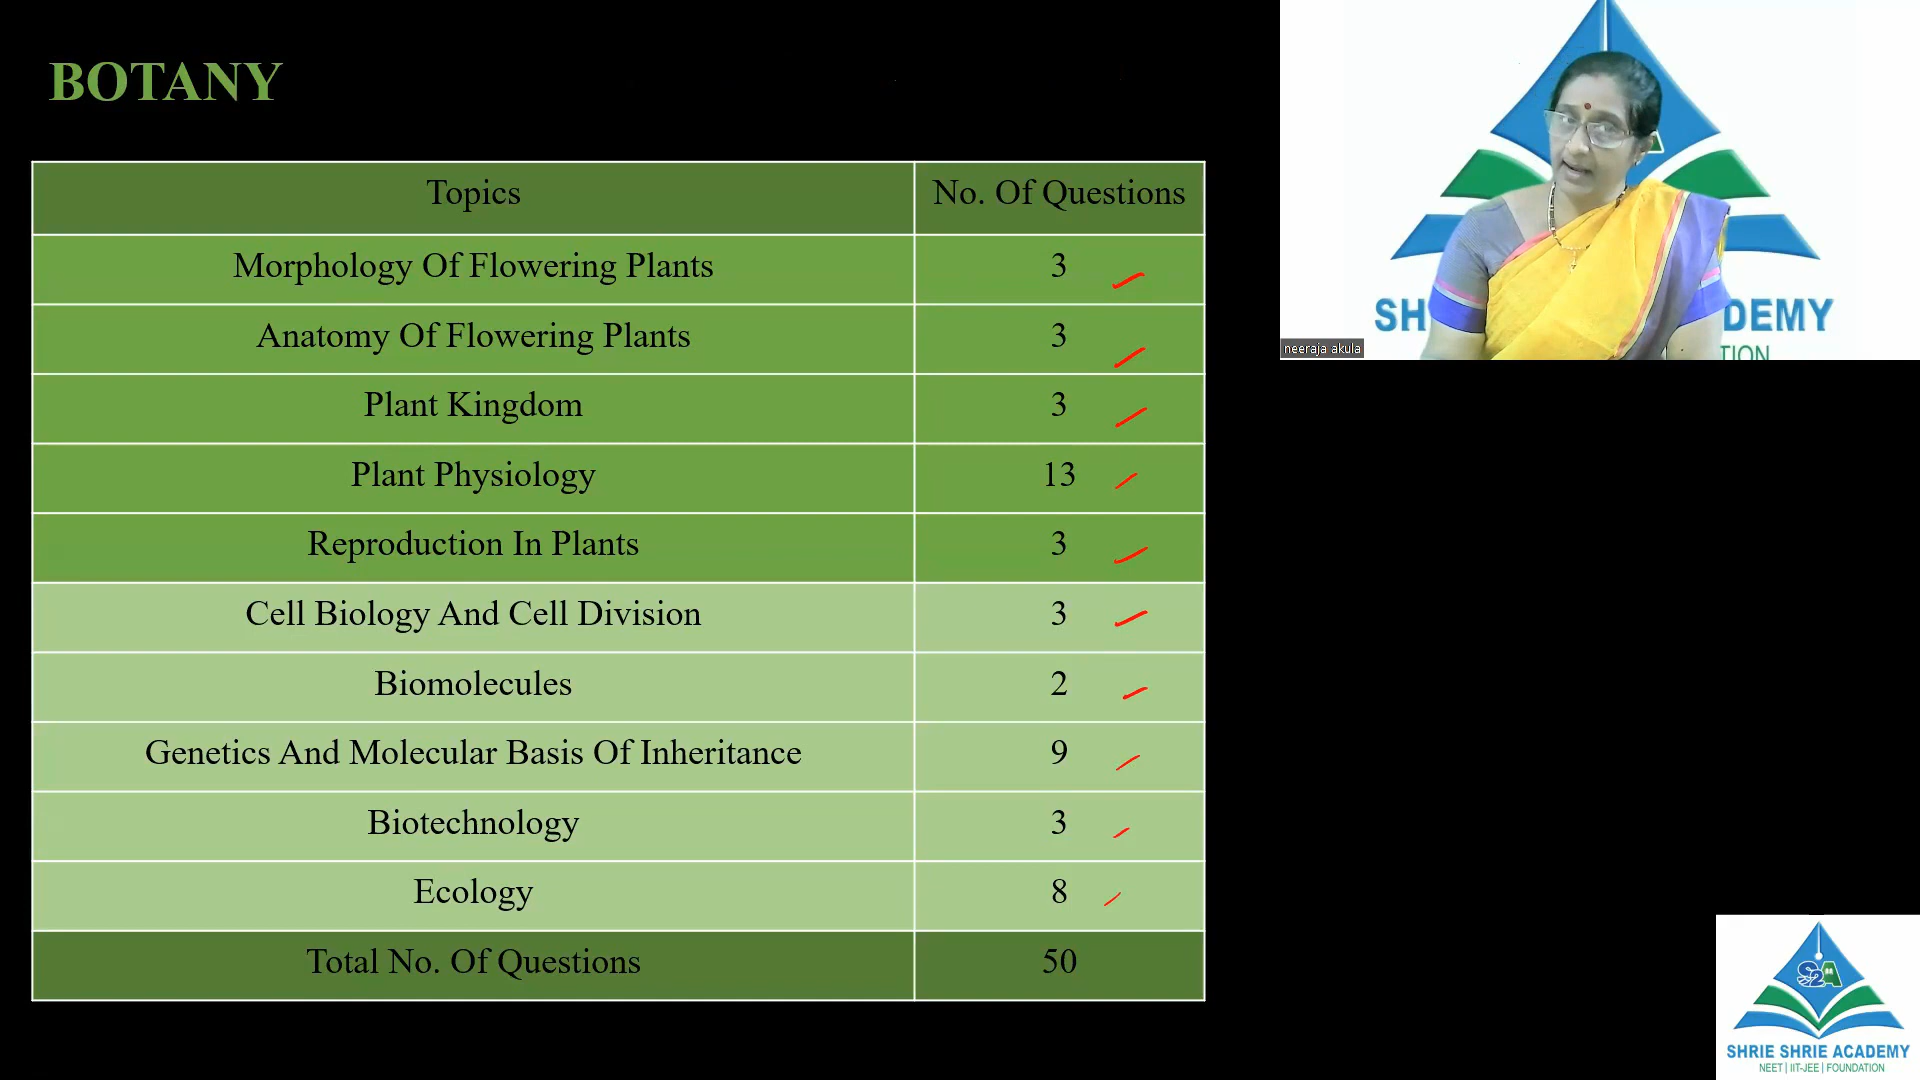 BOTANY
Topics No. Of Questions
Morphology Of Flowering Plants 3
Anatomy Of Flowering Plants 3
Plant Kingdom 3
Plant Physiology 13
Reproduction In Plants 3
Cell Biology And Cell Division 3
Biomolecules 2
Genetics And Molecular Basis Of Inheritance 9
Biotechnology 3
Ecology 8
Total No. Of Questions 50
SH DEMY
TION
neeraja akula
S2A
SHRIE SHRIE ACADEMY
NEET | IIT-JEE | FOUNDATION